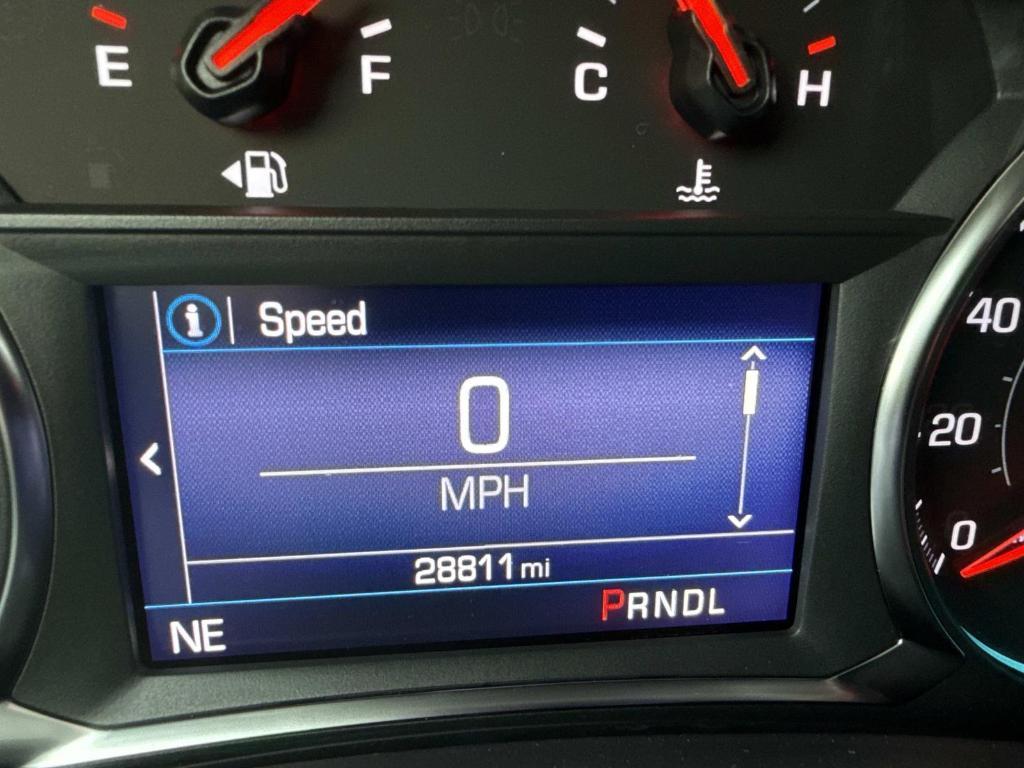 E F C H
Speed
0
MPH
28811 mi
PRNDL
NE
40
20
0